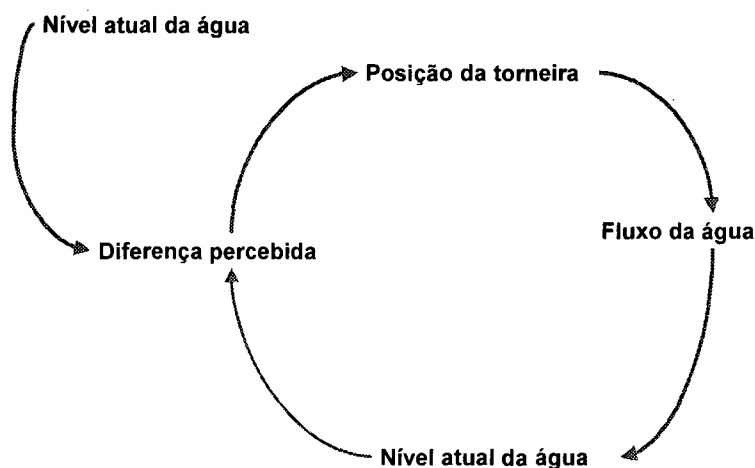 Nível atual da água
Posição da torneira
Fluxo da água
Diferença percebida
Nível atual da água